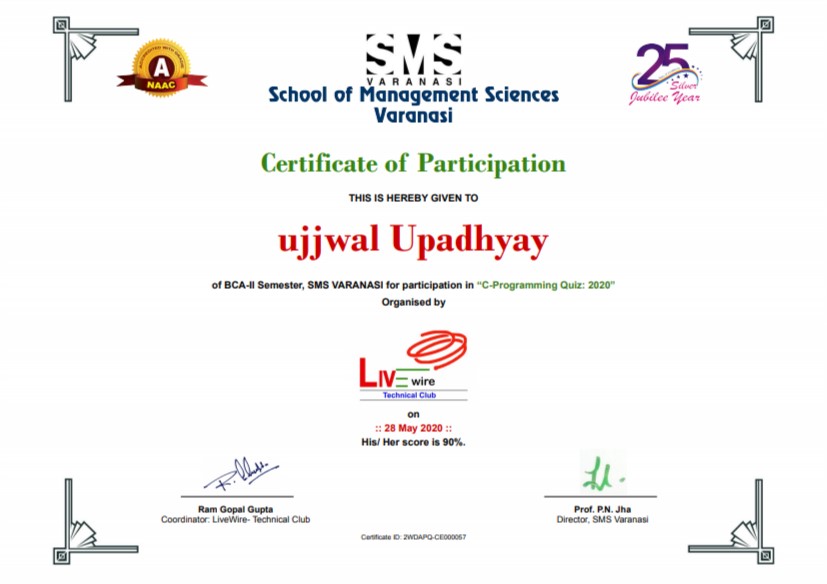 A
NAAC
SMS
VARANASI
School of Management Sciences
Varanasi
25
Silver
Jubilee Year
Certificate of Participation
THIS IS HEREBY GIVEN TO
ujjwal Upadhyay
of BCA-II Semester, SMS VARANASI for participation in “C-Programming Quiz: 2020”
Organised by
LIVE wire
Technical Club
on
:: 28 May 2020 ::
His/ Her score is 90%.
Ram Gopal Gupta
Coordinator: LiveWire- Technical Club
Prof. P.N. Jha
Director, SMS Varanasi
Certificate ID: 2WDAPQ-CE000057